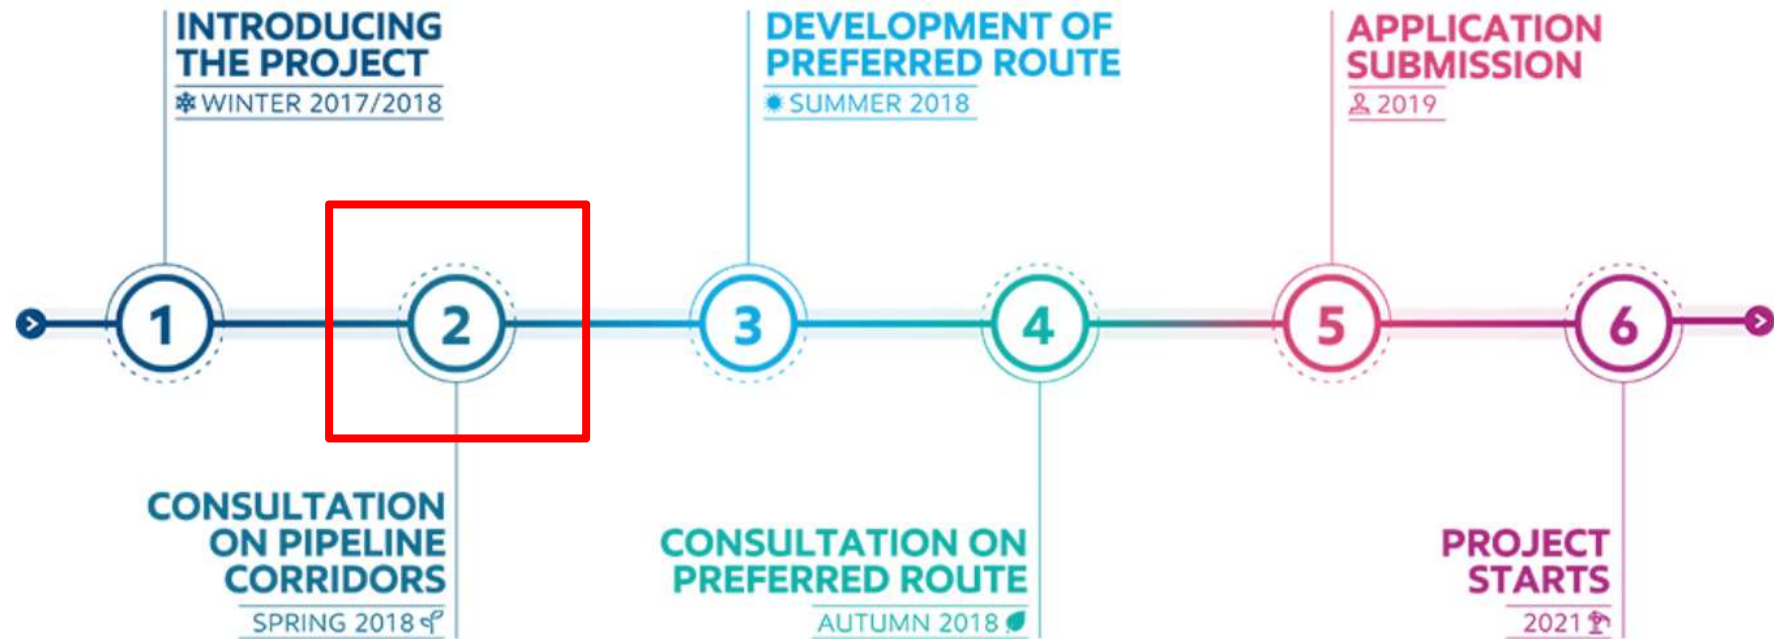 INTRODUCING
THE PROJECT
WINTER 2017/2018
DEVELOPMENT OF
PREFERRED ROUTE
SUMMER 2018
APPLICATION
SUBMISSION
2019
1
2
3
4
5
6
CONSULTATION
ON PIPELINE
CORRIDORS
SPRING 2018
CONSULTATION ON
PREFERRED ROUTE
AUTUMN 2018
PROJECT
STARTS
2021